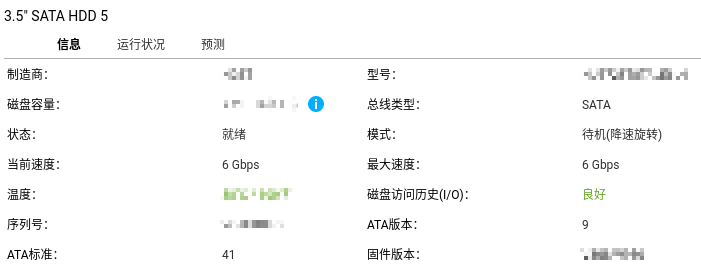 3.5" SATA HDD 5
信息 运行状况 预测
制造商： 型号：
磁盘容量： 总线类型： SATA
状态： 就绪 模式： 待机(降速旋转)
当前速度： 6 Gbps 最大速度： 6 Gbps
温度： 磁盘访问历史(I/O)： 良好
序列号： ATA版本： 9
ATA标准： 41 固件版本：